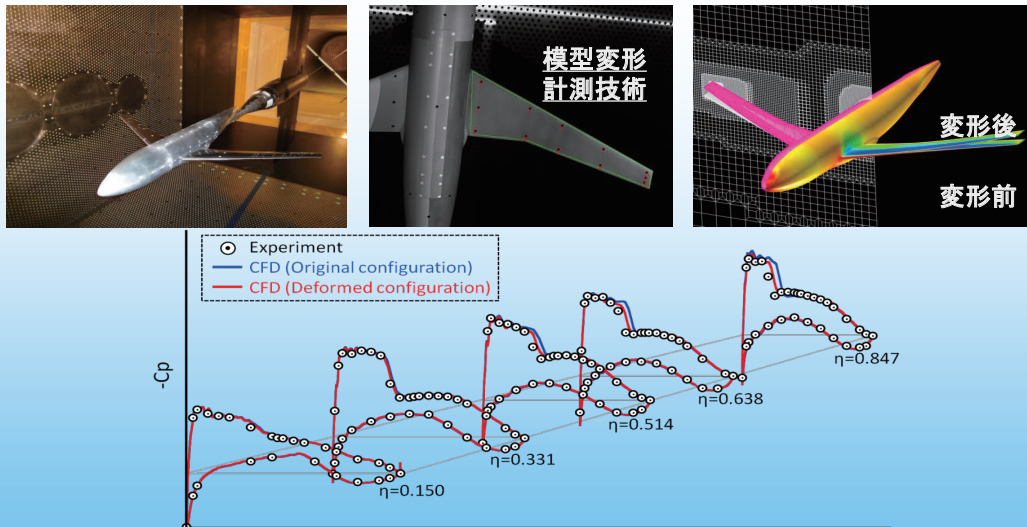 模型変形
計測技術
変形後
変形前
Experiment
CFD (Original configuration)
CFD (Deformed configuration)
-Cp
η=0.847
η=0.638
η=0.514
η=0.331
η=0.150